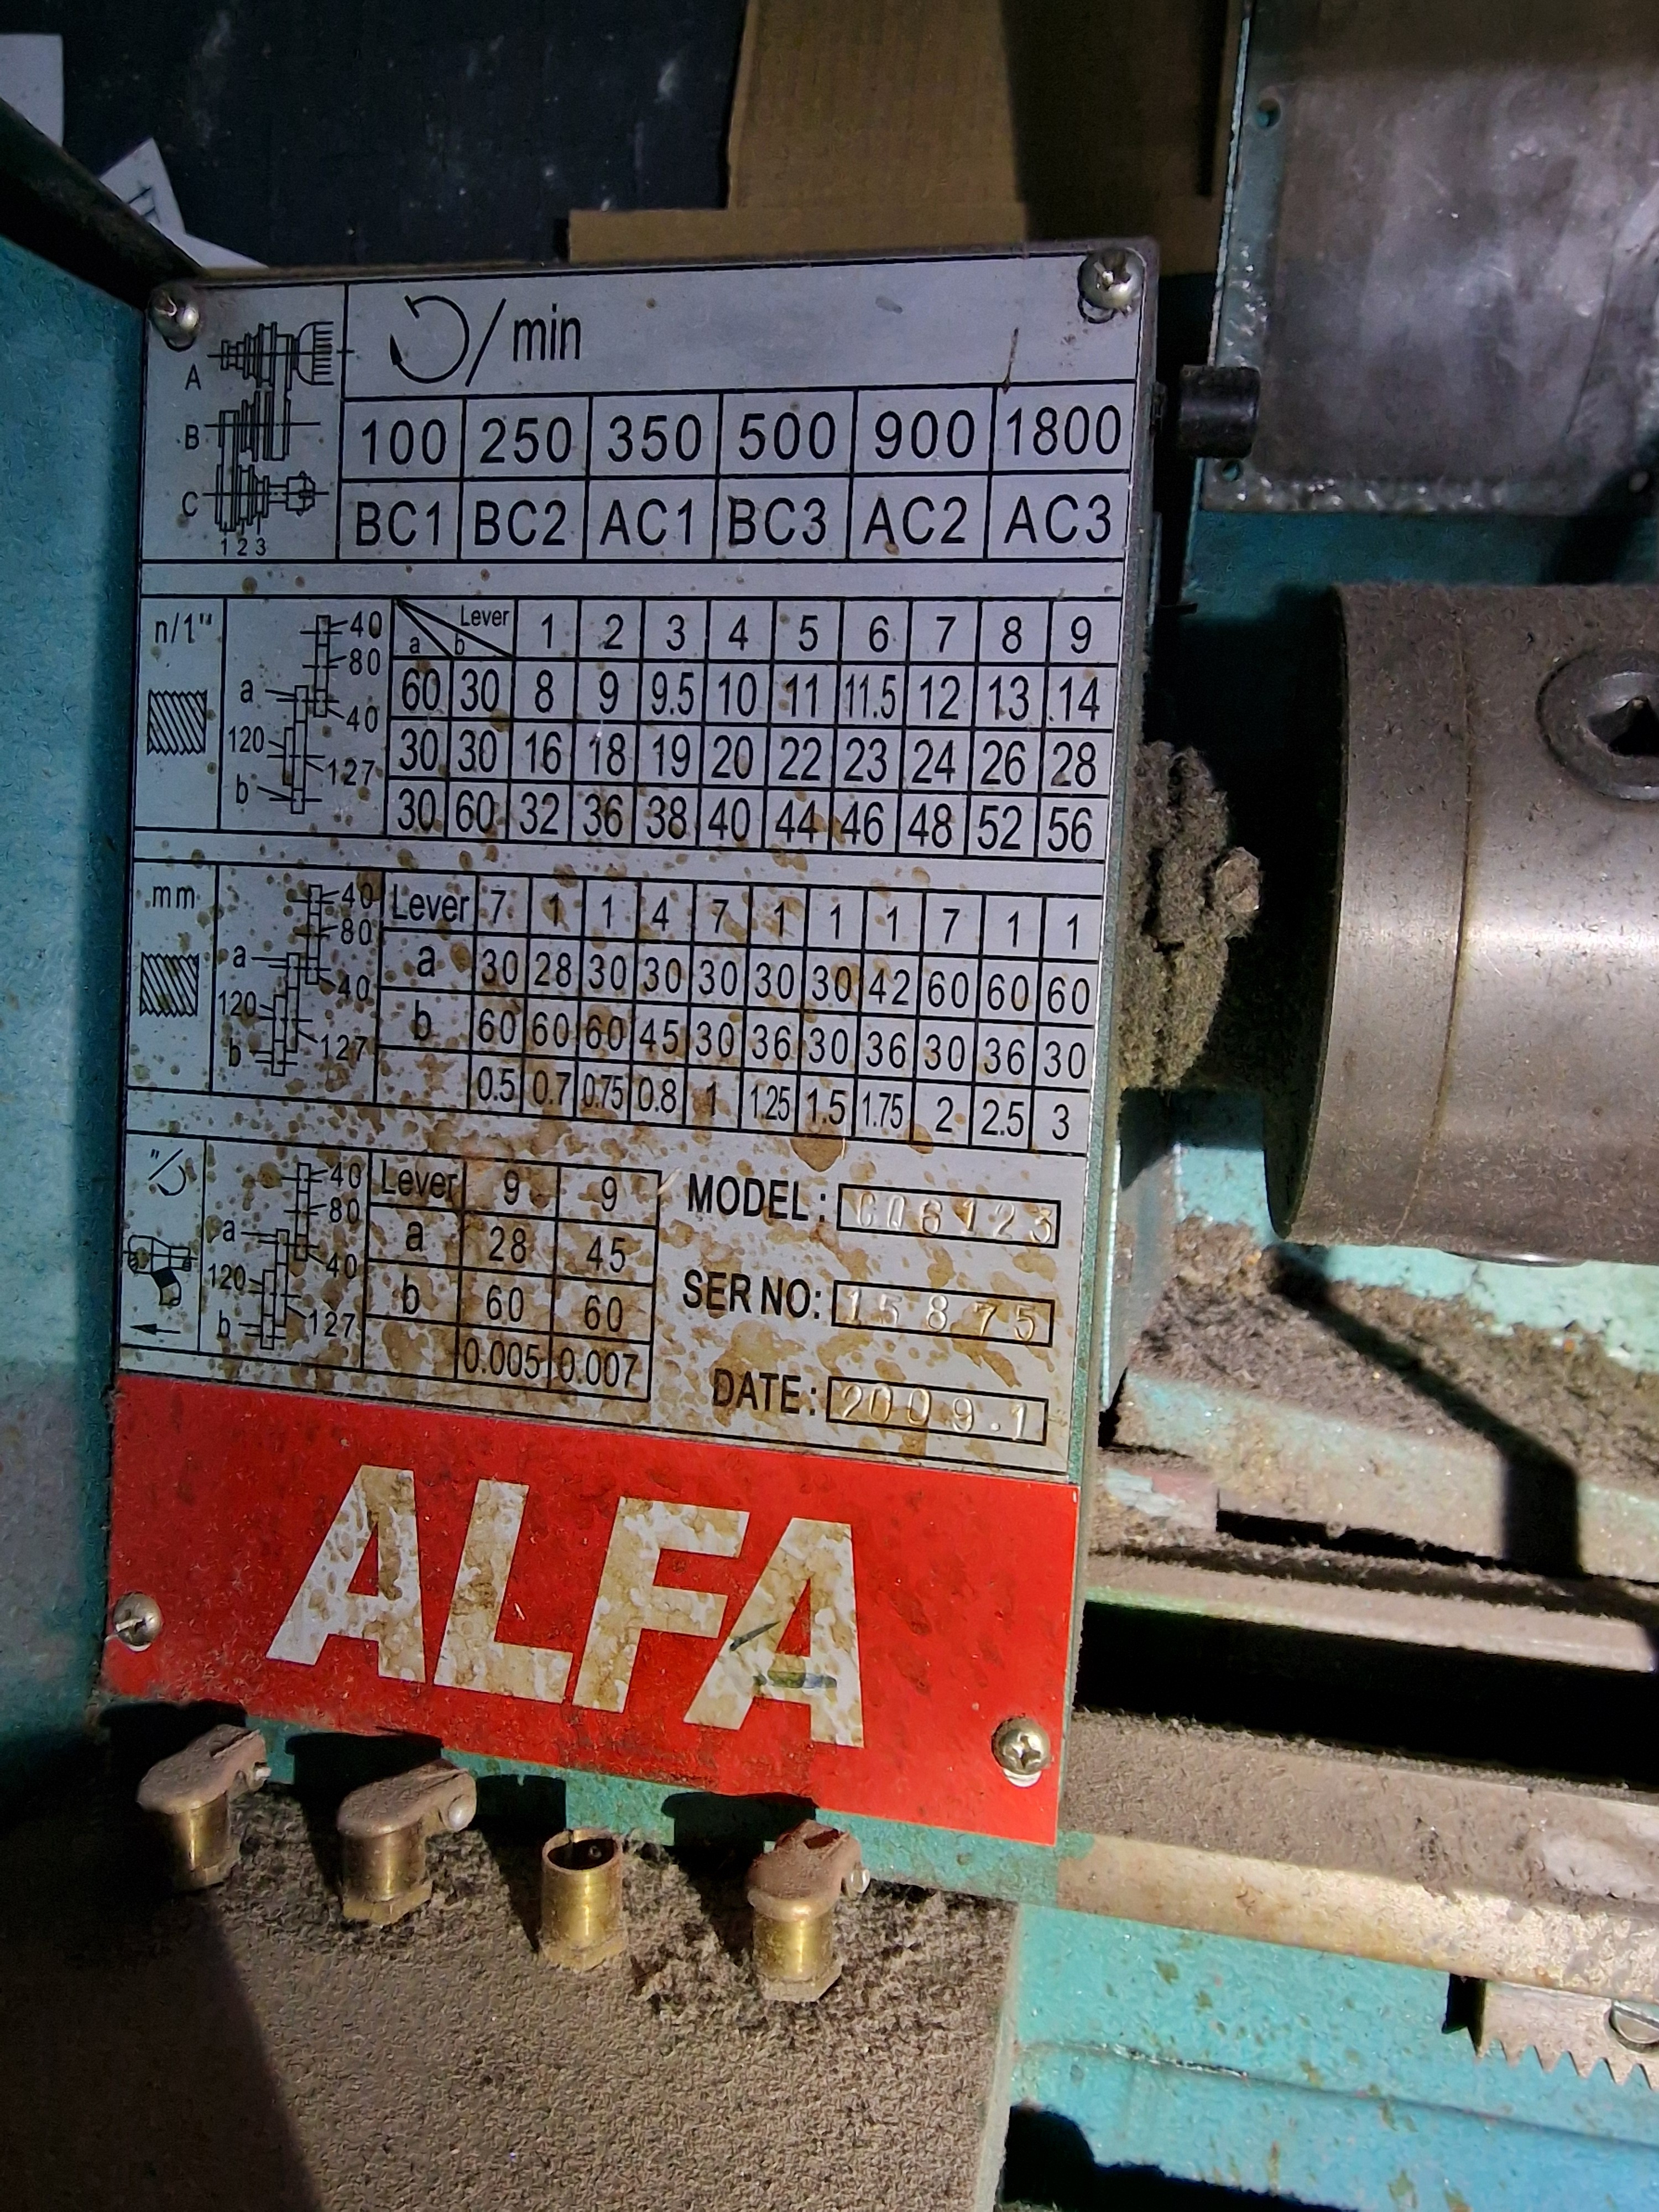 A
B
C
1 2 3
/min
100 250 350 500 900 1800
BC1 BC2 AC1 BC3 AC2 AC3
n/1"
a
120
b
40
80
40
127
a b Lever 1 2 3 4 5 6 7 8 9
60 30 8 9 9.5 10 11 11.5 12 13 14
30 30 16 18 19 20 22 23 24 26 28
30 60 32 36 38 40 44 46 48 52 56
mm
a
120
b
40
80
40
127
Lever 7 1 1 4 7 1 1 1 7 1 1
a 30 28 30 30 30 30 30 42 60 60 60
b 60 60 60 45 30 36 30 36 30 36 30
0.5 0.7 0.75 0.8 1 1.25 1.5 1.75 2 2.5 3
"/
a
120
b
40
80
40
127
Lever 9 9
a 28 45
b 60 60
0.005 0.007
MODEL: CQ6123
SER NO: 15875
DATE: 2009.1
ALFA